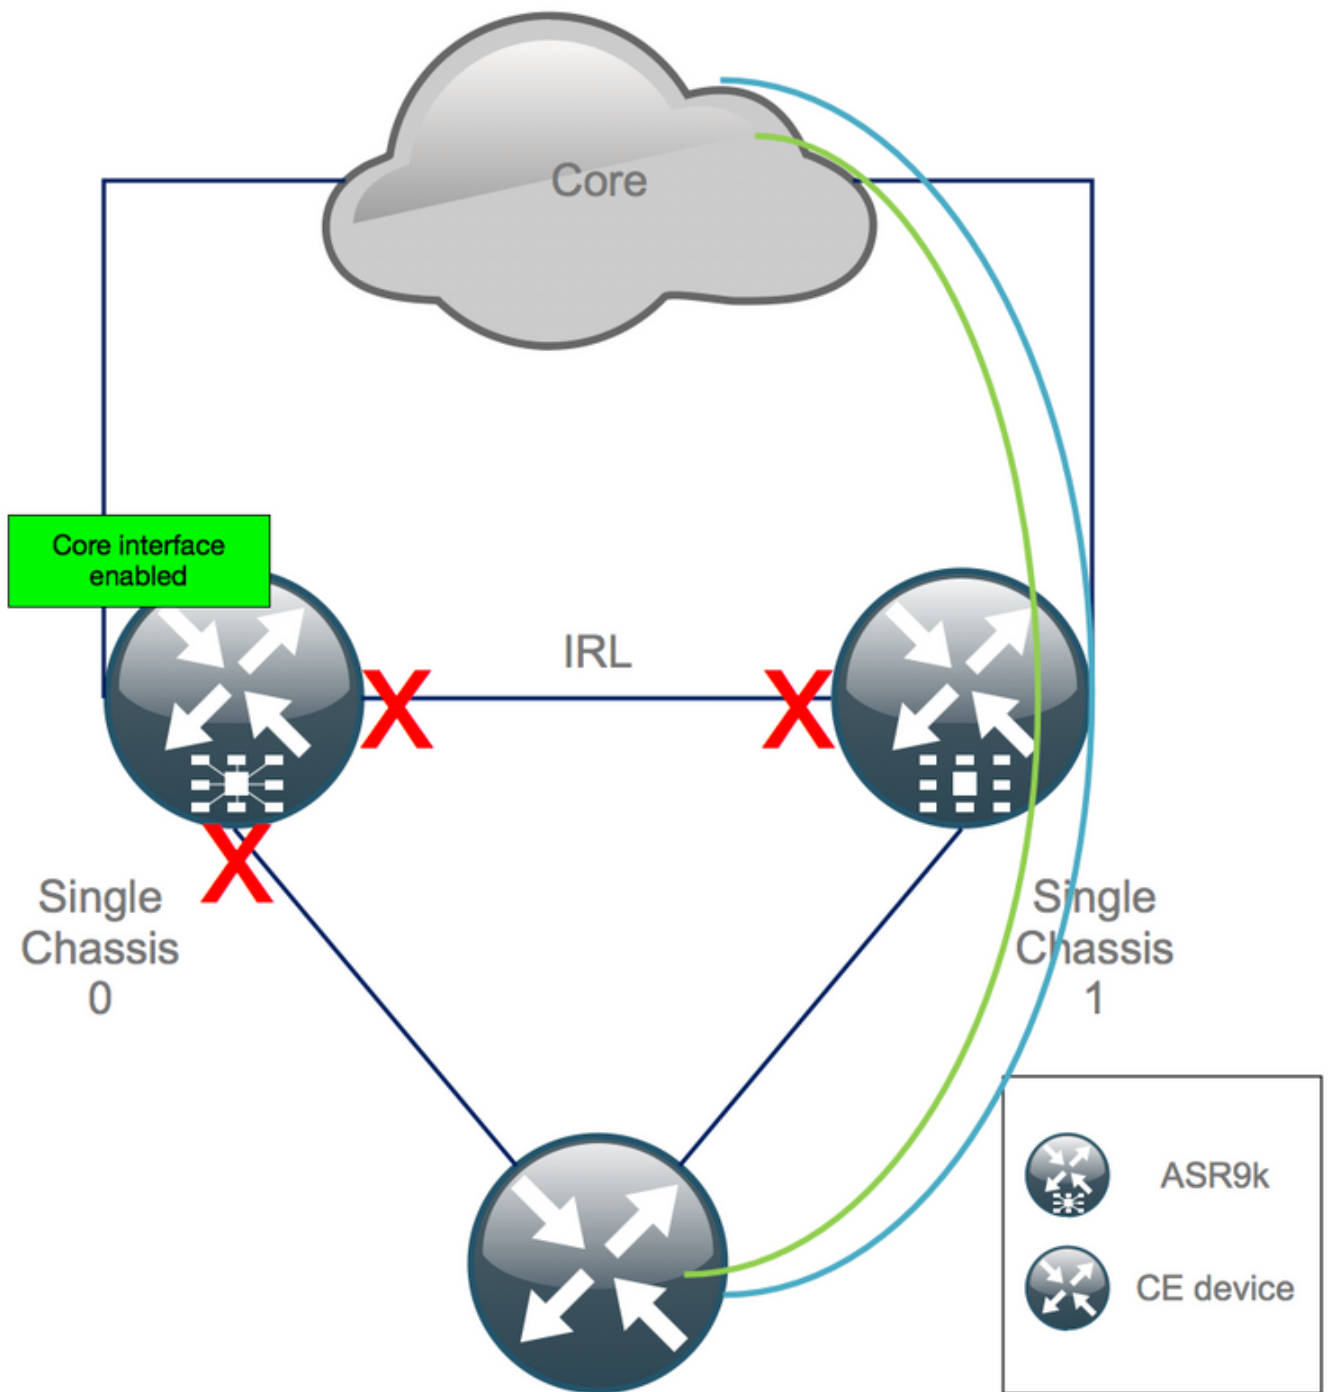 Core
Core interface
enabled
IRL
X
X
X
Single
Chassis
0
Single
Chassis
1
ASR9k
CE device